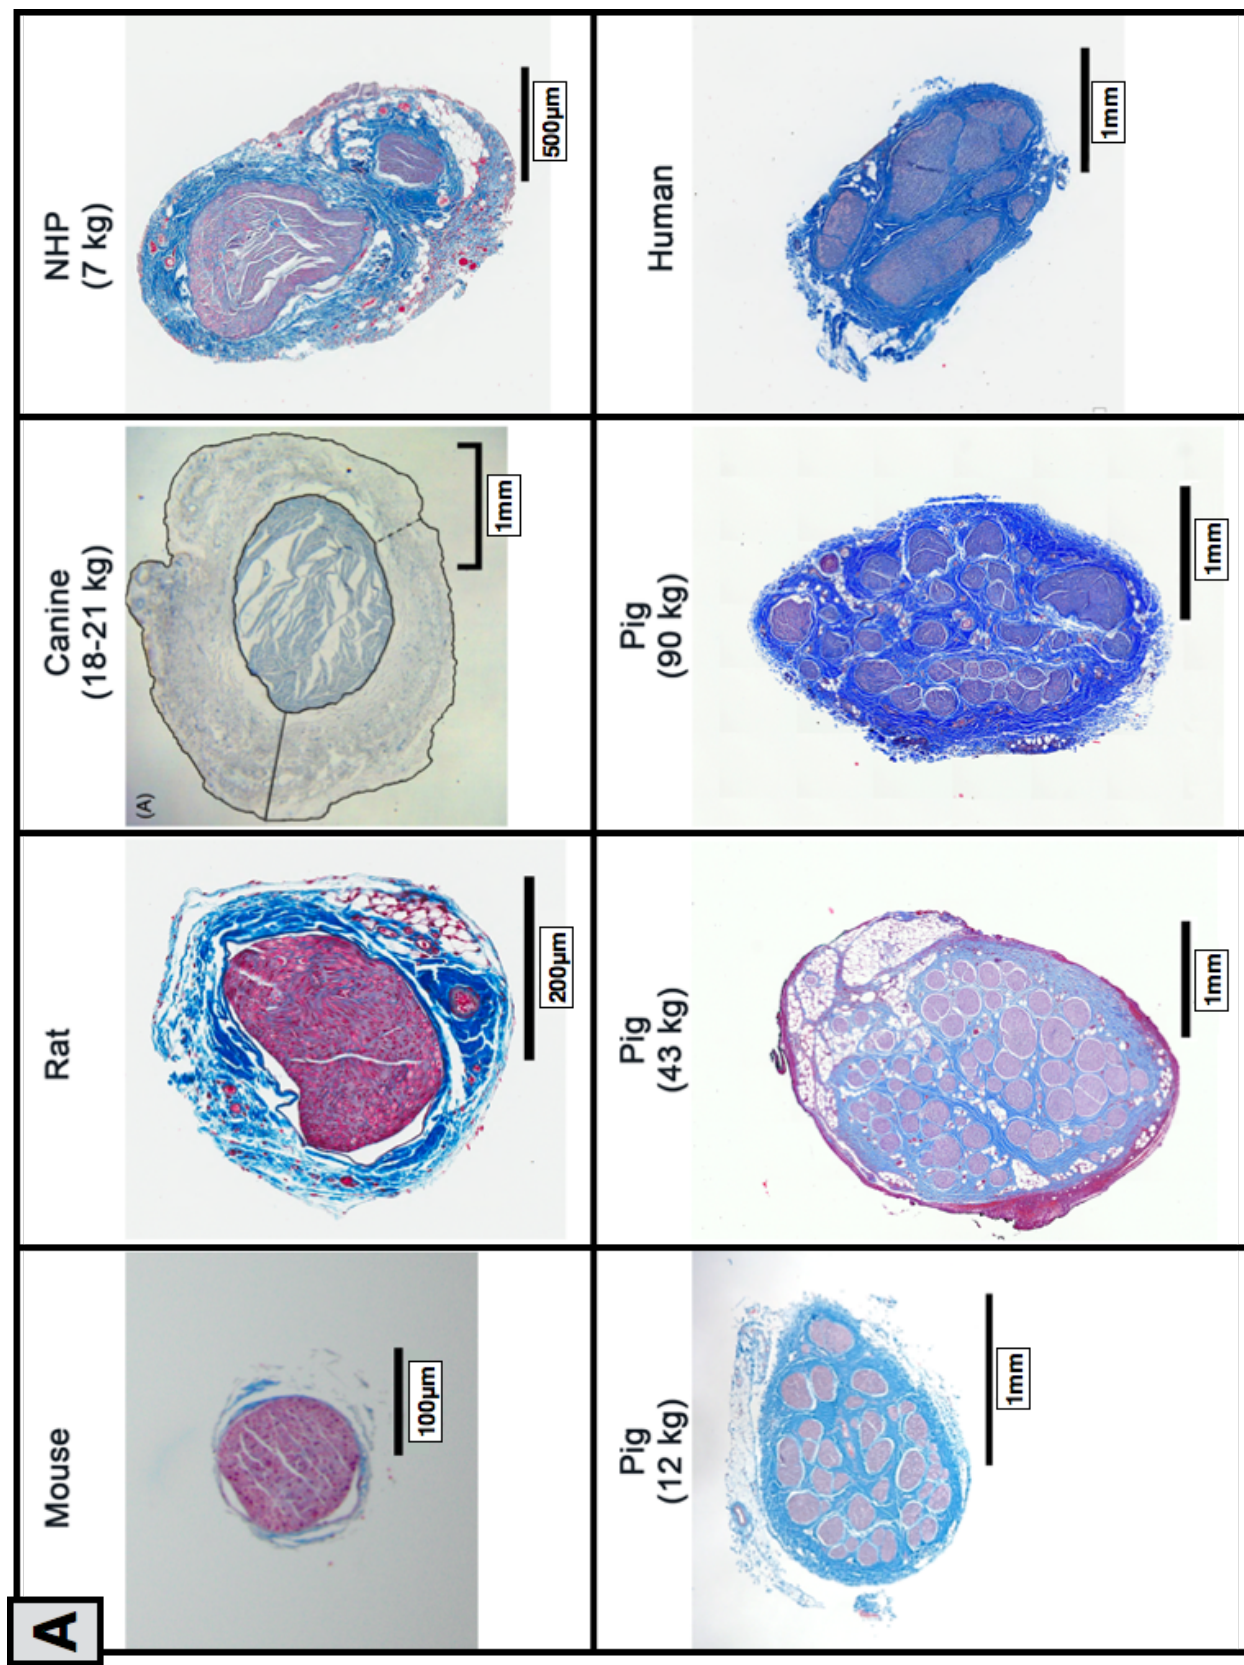 A
Mouse
100µm
Rat
200µm
Canine
(18-21 kg)
(A)
1mm
NHP
(7 kg)
500µm
Pig
(12 kg)
1mm
Pig
(43 kg)
1mm
Pig
(90 kg)
1mm
Human
1mm